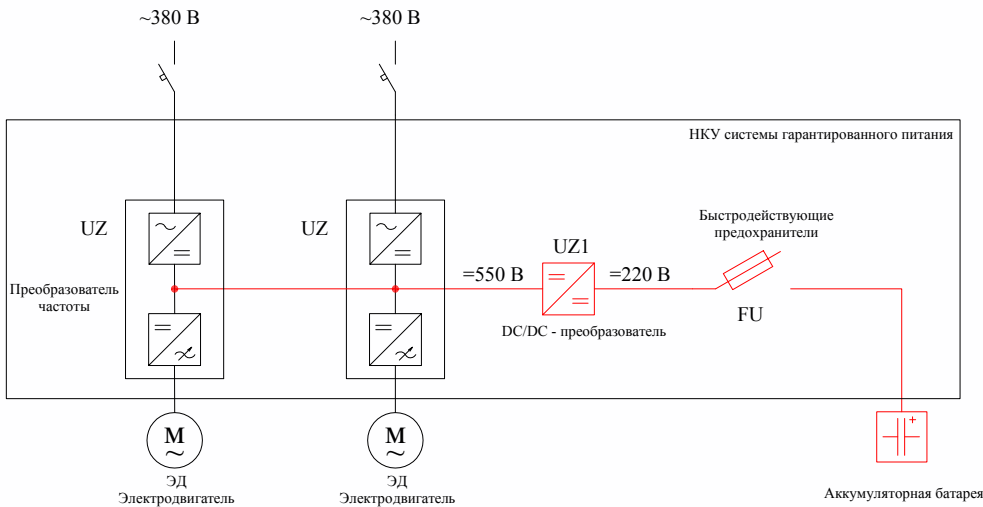 ~380 В
~380 В
НКУ системы гарантированного питания
Быстродействующие
предохранители
UZ
UZ
UZ1
=550 В
=220 В
Преобразователь
частоты
FU
DC/DC - преобразователь
M
~
M
~
+
ЭД
Электродвигатель
ЭД
Электродвигатель
Аккумуляторная батарея